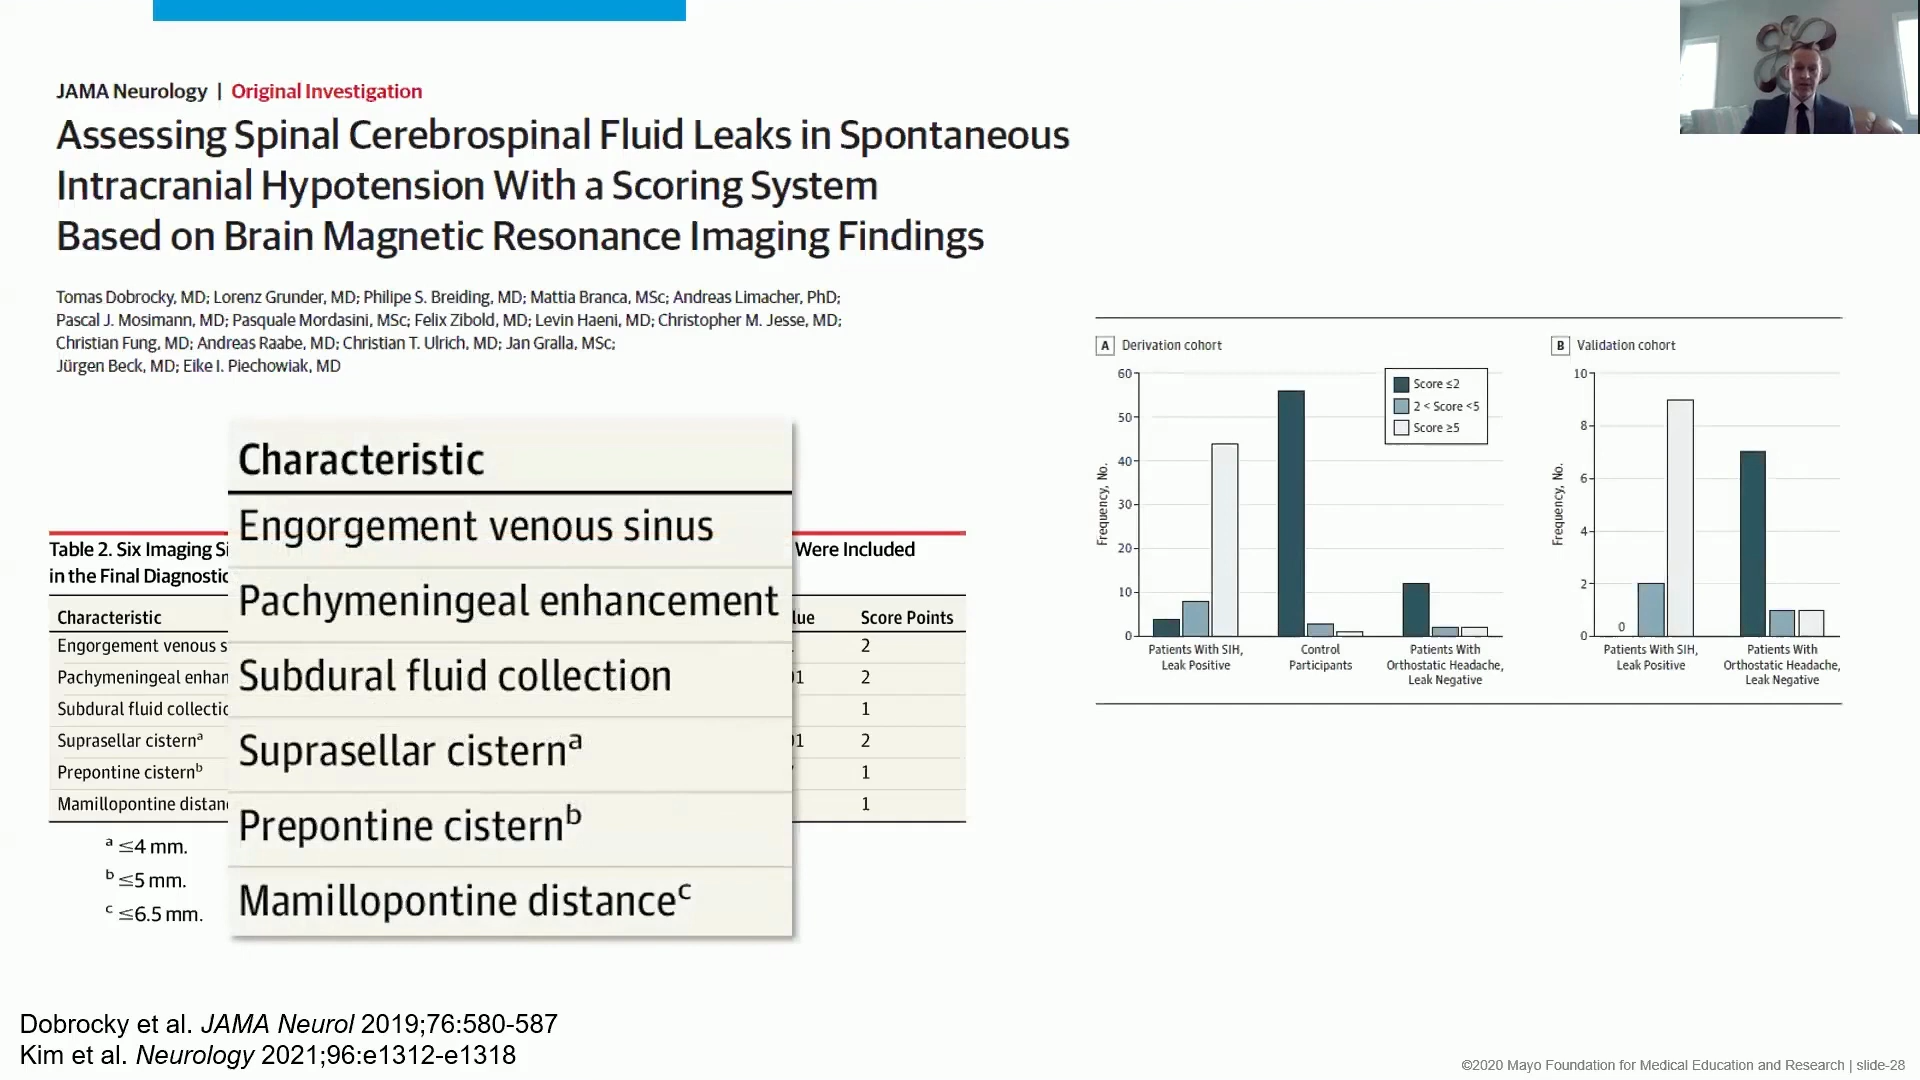 JAMA Neurology | Original Investigation
Assessing Spinal Cerebrospinal Fluid Leaks in Spontaneous
Intracranial Hypotension With a Scoring System
Based on Brain Magnetic Resonance Imaging Findings
Tomas Dobrocky, MD; Lorenz Grunder, MD; Philipe S. Breiding, MD; Mattia Branca, MSc; Andreas Limacher, PhD;
Pascal J. Mosimann, MD; Pasquale Mordasini, MSc; Felix Zibold, MD; Levin Haeni, MD; Christopher M. Jesse, MD;
Christian Fung, MD; Andreas Raabe, MD; Christian T. Ulrich, MD; Jan Gralla, MSc;
Jürgen Beck, MD; Eike I. Piechowiak, MD
Characteristic
Engorgement venous sinus
Pachymeningeal enhancement
Subdural fluid collection
Suprasellar cisternᵃ
Prepontine cisternᵇ
Mamillopontine distanceᶜ
Table 2. Six Imaging Si Were Included
in the Final Diagnostic
Characteristic lue Score Points
Engorgement venous s 2
Pachymeningeal enhan 01 2
Subdural fluid collectio 1
Suprasellar cisternᵃ 01 2
Prepontine cisternᵇ 1
Mamillopontine distan 1
ᵃ ≤4 mm.
ᵇ ≤5 mm.
ᶜ ≤6.5 mm.
A Derivation cohort
Score ≤2
2 < Score <5
Score ≥5
Frequency, No.
60
50
40
30
20
10
0
Patients With SIH,
Leak Positive
Control
Participants
Patients With
Orthostatic Headache,
Leak Negative
B Validation cohort
Frequency, No.
10
8
6
4
2
0
0
Patients With SIH,
Leak Positive
Patients With
Orthostatic Headache,
Leak Negative
Dobrocky et al. JAMA Neurol 2019;76:580-587
Kim et al. Neurology 2021;96:e1312-e1318
©2020 Mayo Foundation for Medical Education and Research | slide-28